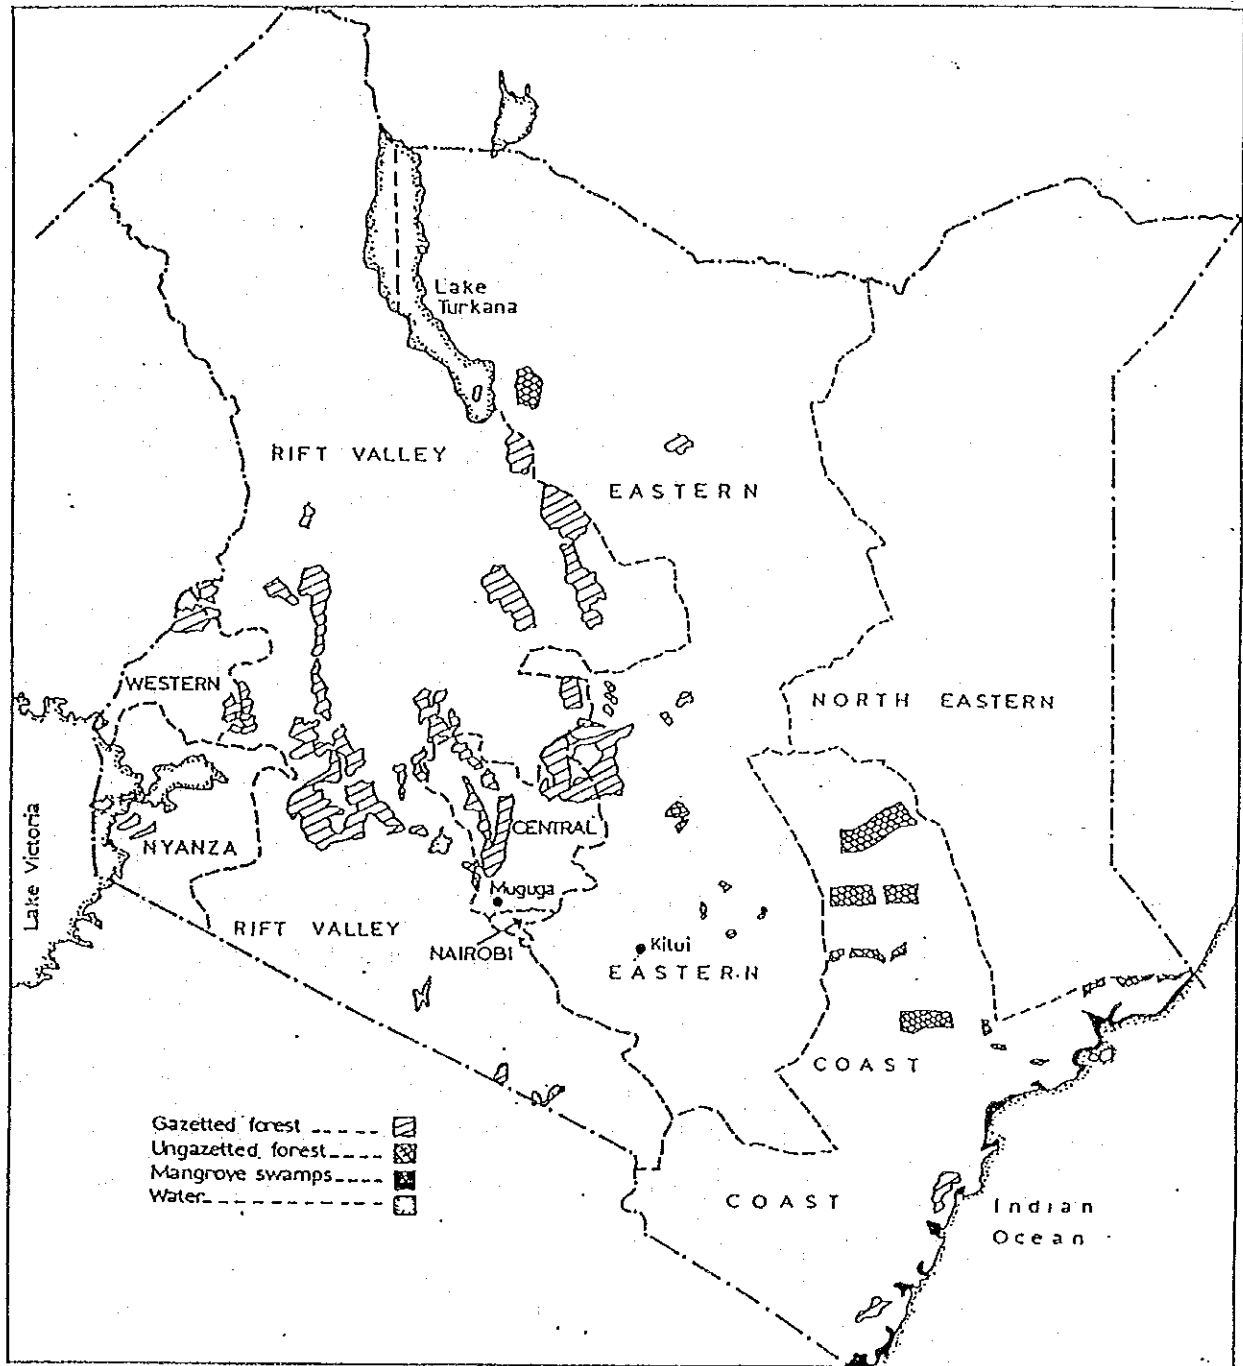 Lake
Turkana
RIFT VALLEY
EASTERN
WESTERN
NORTH EASTERN
CENTRAL
NYANZA
Lake Victoria
Muguga
RIFT VALLEY
NAIROBI
Kitui
EASTERN
COAST
Gazetted forest
Ungazetted forest
Mangrove swamps
Water
COAST
Indian
Ocean